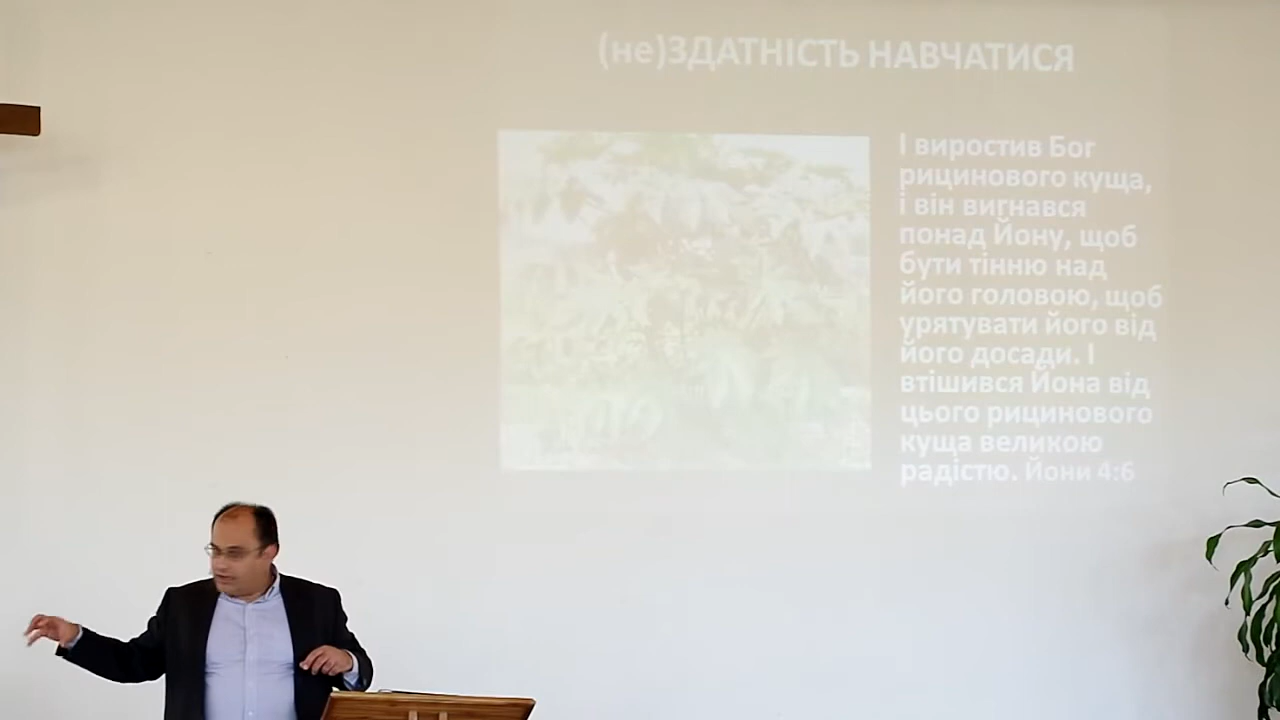 (не)ЗДАТНІСТЬ НАВЧАТИСЯ
І виростив Бог
рицинового куща,
і він вигнався
понад Йону, щоб
бути тінню над
його головою, щоб
урятувати його від
його досади. І
втішився Йона від
цього рицинового
куща великою
радістю. Йони 4:6